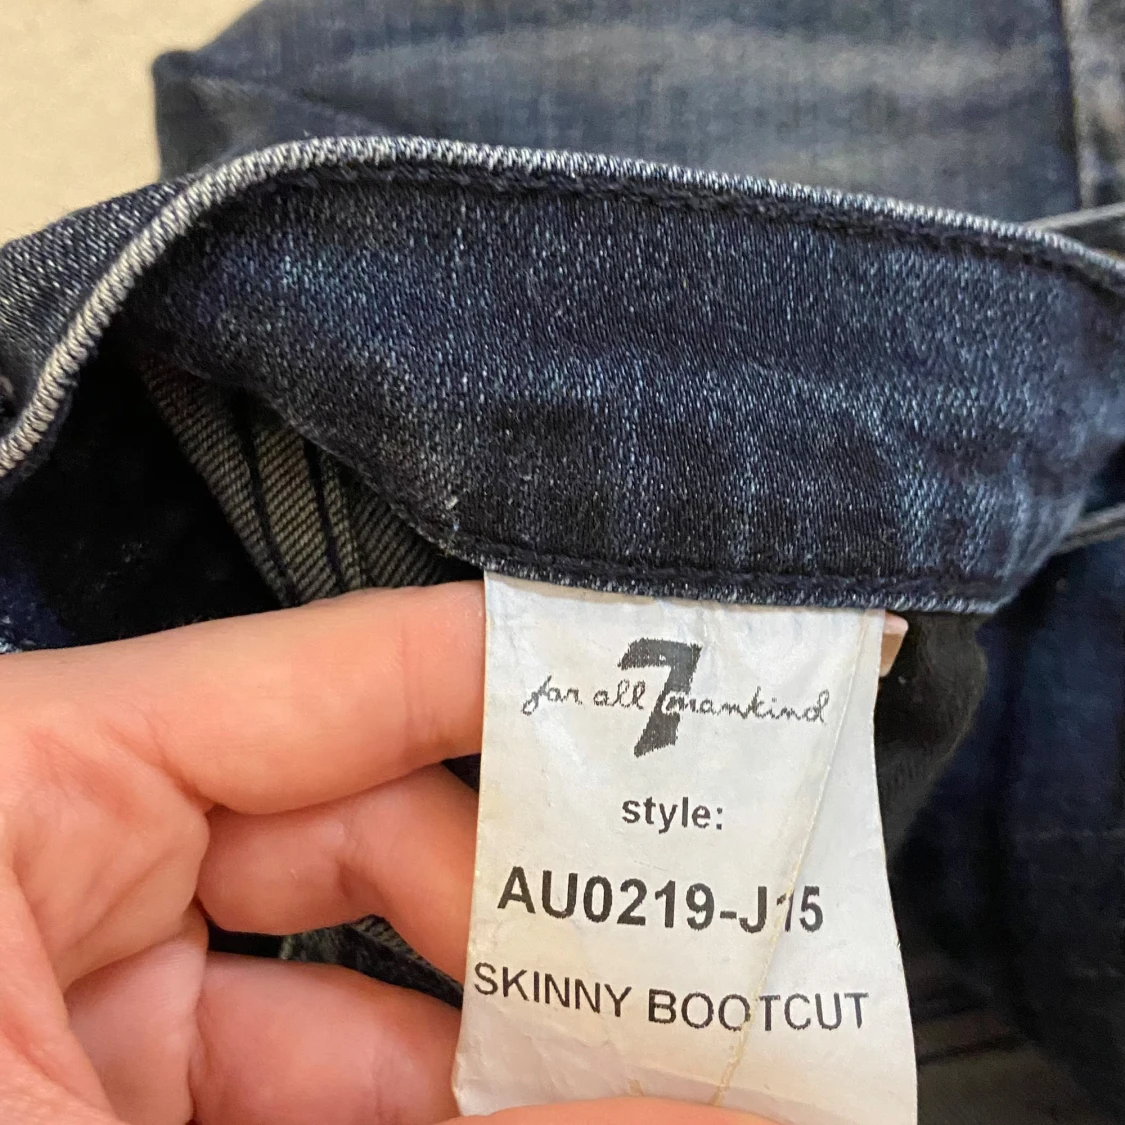 7
for all mankind
style:
AU0219-J15
SKINNY BOOTCUT